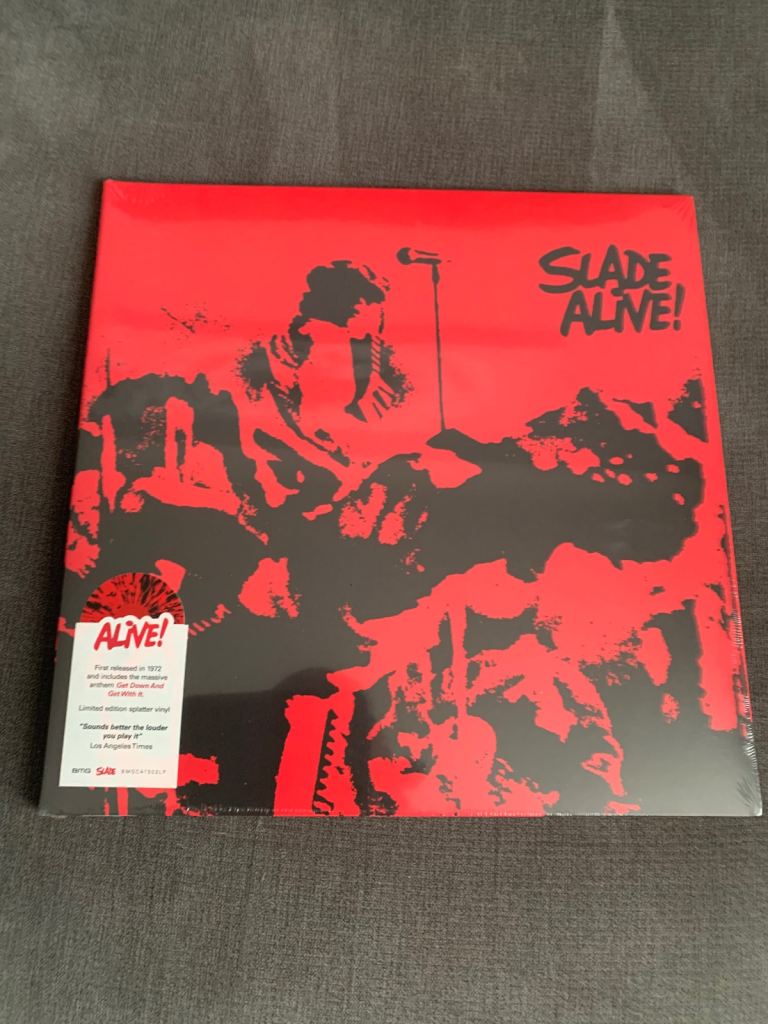 SLADE
ALIVE!
ALIVE!
First released in 1972
and includes the massive
anthem Get Down And
Get With It.
Limited edition splatter vinyl
"Sounds better the louder
you play it"
Los Angeles Times
BMG SLADE BMGCAT502LP